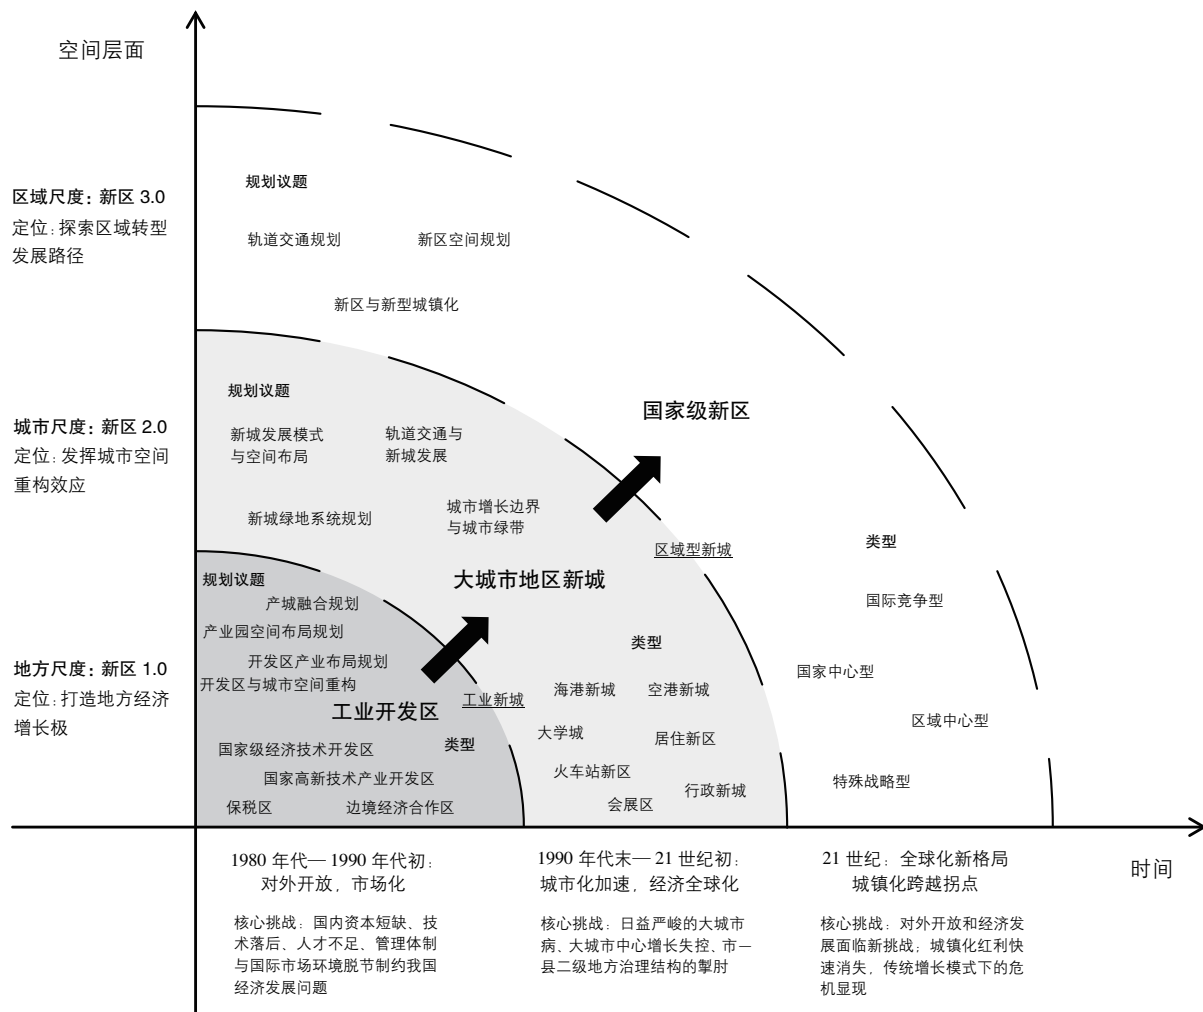 空间层面
区域尺度：新区 3.0
定位：探索区域转型
发展路径
规划议题
轨道交通规划
新区空间规划
新区与新型城镇化
国家级新区
类型
国际竞争型
国家中心型
区域中心型
特殊战略型
城市尺度：新区 2.0
定位：发挥城市空间
重构效应
规划议题
新城发展模式
与空间布局
轨道交通与
新城发展
新城绿地系统规划
城市增长边界
与城市绿带
区域型新城
大城市地区新城
类型
海港新城
空港新城
大学城
居住新区
火车站新区
行政新城
会展区
地方尺度：新区 1.0
定位：打造地方经济
增长极
规划议题
产城融合规划
产业园空间布局规划
开发区产业布局规划
开发区与城市空间重构
工业新城
工业开发区
类型
国家级经济技术开发区
国家高新技术产业开发区
保税区
边境经济合作区
时间
1980 年代—1990 年代初：
对外开放，市场化
核心挑战：国内资本短缺、技
术落后、人才不足、管理体制
与国际市场环境脱节制约我国
经济发展问题
1990 年代末—21 世纪初：
城市化加速，经济全球化
核心挑战：日益严峻的大城市
病、大城市中心增长失控、市—
县二级地方治理结构的掣肘
21 世纪：全球化新格局
城镇化跨越拐点
核心挑战：对外开放和经济发
展面临新挑战；城镇化红利快
速消失，传统增长模式下的危
机显现